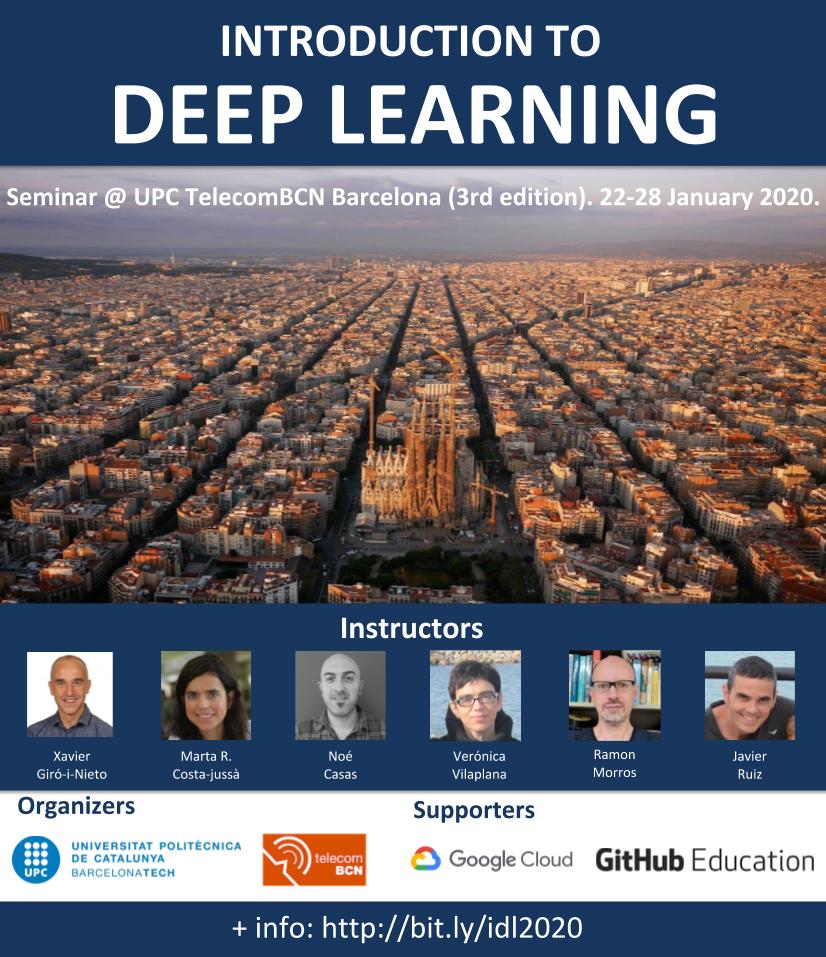 INTRODUCTION TO
DEEP LEARNING
Seminar @ UPC TelecomBCN Barcelona (3rd edition). 22-28 January 2020.
Instructors
Xavier
Giró-i-Nieto
Marta R.
Costa-jussà
Noé
Casas
Verónica
Vilaplana
Ramon
Morros
Javier
Ruiz
Organizers
UPC
UNIVERSITAT POLITÈCNICA
DE CATALUNYA
BARCELONATECH
telecom
BCN
Supporters
Google Cloud
GitHub Education
+ info: http://bit.ly/idl2020